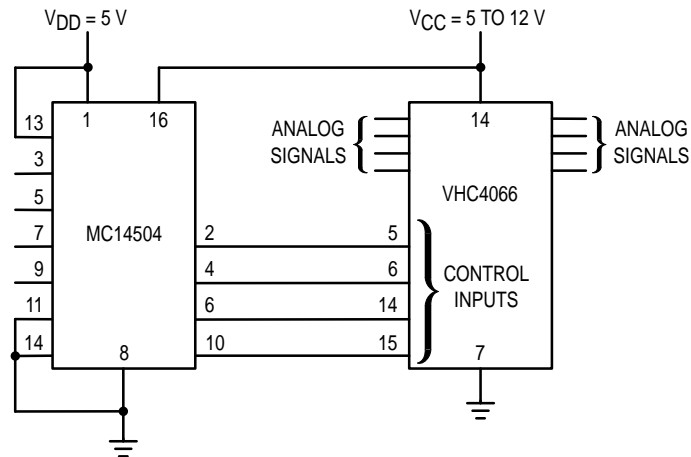 VDD = 5 V
VCC = 5 TO 12 V
13
1
16
3
5
7
9
11
14
MC14504
2
4
6
10
8
ANALOG
SIGNALS
14
ANALOG
SIGNALS
VHC4066
5
6
14
15
CONTROL
INPUTS
7